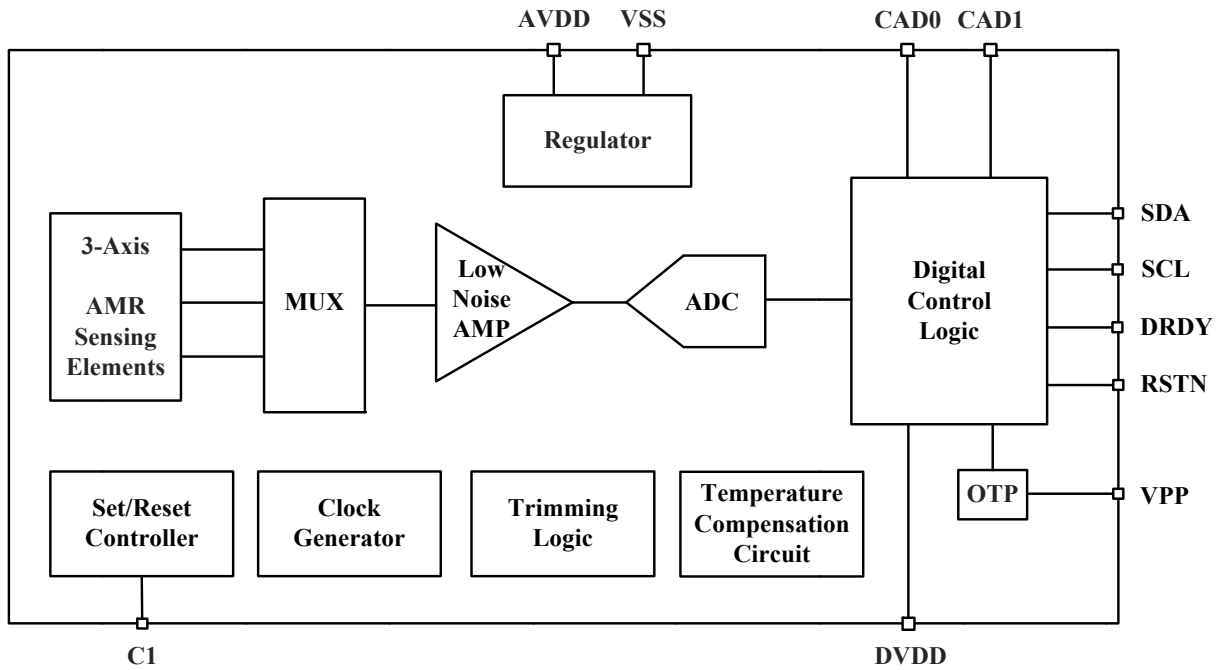 AVDD
VSS
CAD0
CAD1
Regulator
3-Axis
AMR
Sensing
Elements
MUX
Low
Noise
AMP
ADC
Digital
Control
Logic
SDA
SCL
DRDY
RSTN
Set/Reset
Controller
Clock
Generator
Trimming
Logic
Temperature
Compensation
Circuit
OTP
VPP
C1
DVDD